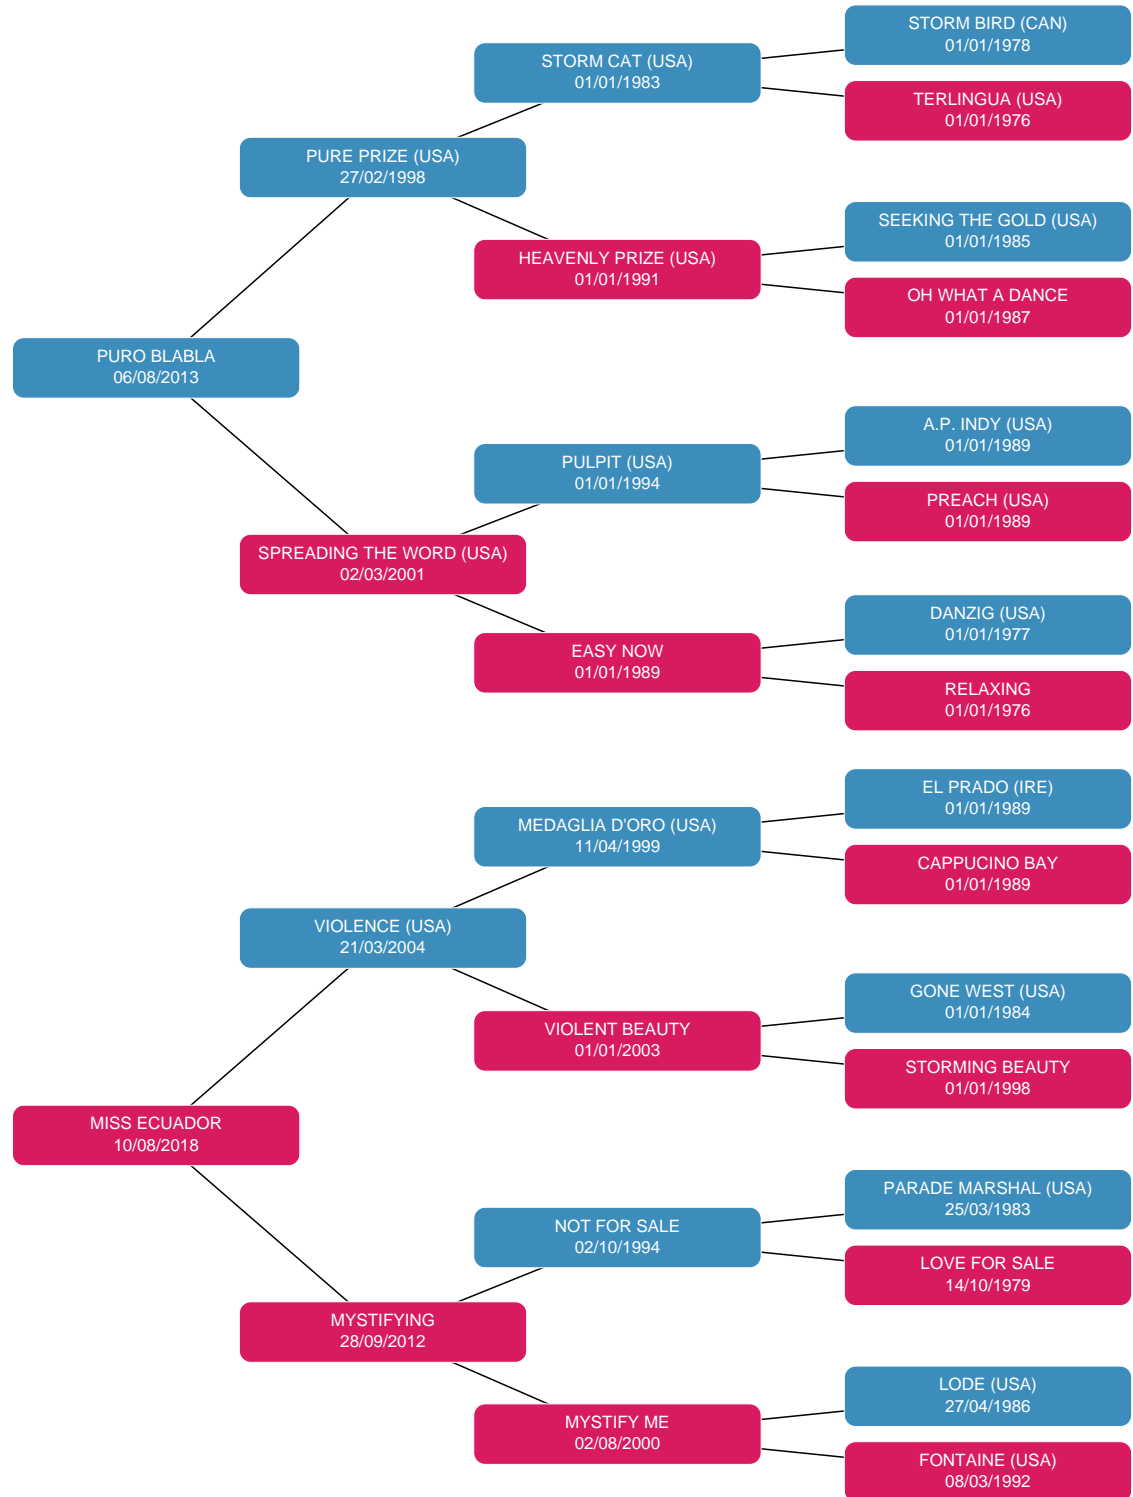 STORM BIRD (CAN)
01/01/1978
STORM CAT (USA)
01/01/1983
TERLINGUA (USA)
01/01/1976
PURE PRIZE (USA)
27/02/1998
SEEKING THE GOLD (USA)
01/01/1985
HEAVENLY PRIZE (USA)
01/01/1991
OH WHAT A DANCE
01/01/1987
PURO BLABLA
06/08/2013
A.P. INDY (USA)
01/01/1989
PULPIT (USA)
01/01/1994
PREACH (USA)
01/01/1989
SPREADING THE WORD (USA)
02/03/2001
DANZIG (USA)
01/01/1977
EASY NOW
01/01/1989
RELAXING
01/01/1976
EL PRADO (IRE)
01/01/1989
MEDAGLIA D'ORO (USA)
11/04/1999
CAPPUCINO BAY
01/01/1989
VIOLENCE (USA)
21/03/2004
GONE WEST (USA)
01/01/1984
VIOLENT BEAUTY
01/01/2003
STORMING BEAUTY
01/01/1998
MISS ECUADOR
10/08/2018
PARADE MARSHAL (USA)
25/03/1983
NOT FOR SALE
02/10/1994
LOVE FOR SALE
14/10/1979
MYSTIFYING
28/09/2012
LODE (USA)
27/04/1986
MYSTIFY ME
02/08/2000
FONTAINE (USA)
08/03/1992